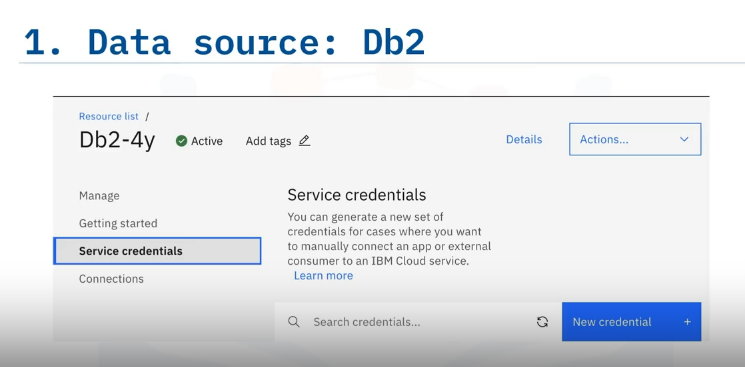 1. Data source: Db2
Resource list /
Db2-4y Active Add tags Details Actions...
Manage
Getting started
Service credentials
Connections
Service credentials
You can generate a new set of
credentials for cases where you want
to manually connect an app or external
consumer to an IBM Cloud service.
Learn more
Search credentials... New credential +